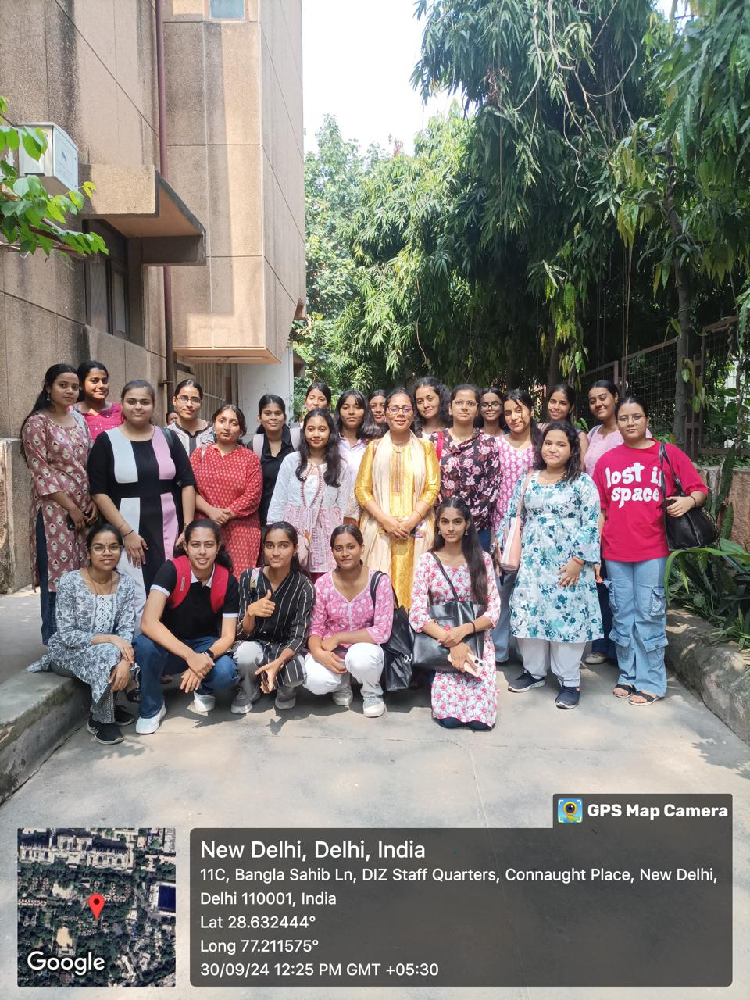 lost i
space
GPS Map Camera
New Delhi, Delhi, India
11C, Bangla Sahib Ln, DIZ Staff Quarters, Connaught Place, New Delhi,
Delhi 110001, India
Lat 28.632444°
Long 77.211575°
30/09/24 12:25 PM GMT +05:30
Google